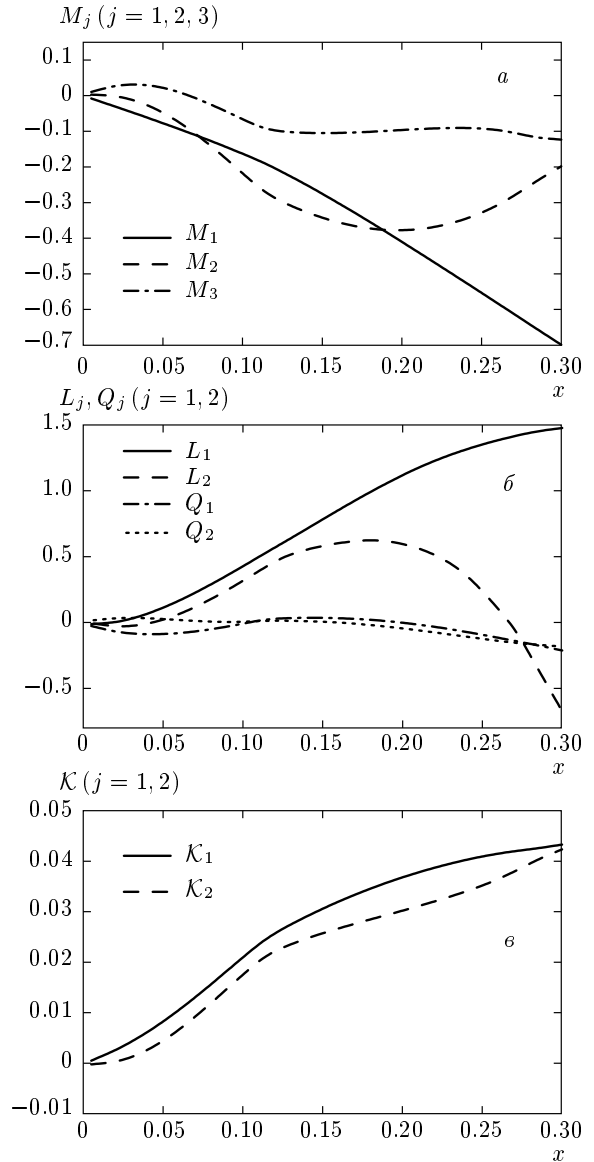 M_j (j = 1, 2, 3)
0.1
0
−0.1
−0.2
−0.3
−0.4
−0.5
−0.6
−0.7
а
M_1
M_2
M_3
0 0.05 0.10 0.15 0.20 0.25 0.30
x
L_j, Q_j (j = 1, 2)
1.5
1.0
0.5
0
−0.5
L_1
L_2
Q_1
Q_2
б
0 0.05 0.10 0.15 0.20 0.25 0.30
x
𝒦 (j = 1, 2)
0.05
0.04
0.03
0.02
0.01
0
−0.01
𝒦_1
𝒦_2
в
0 0.05 0.10 0.15 0.20 0.25 0.30
x